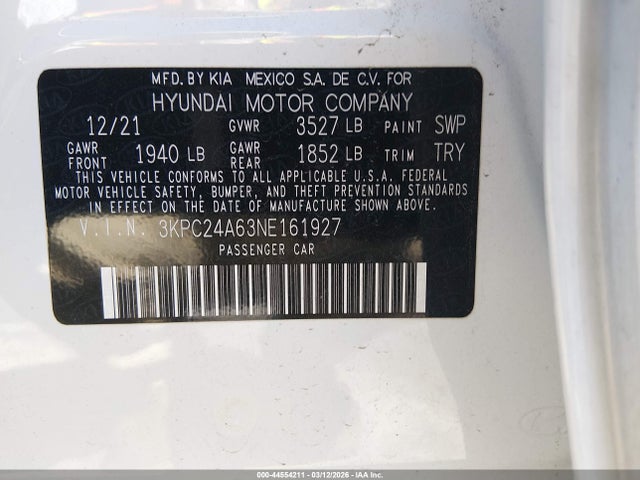 MFD. BY KIA MEXICO S.A. DE C.V. FOR
HYUNDAI MOTOR COMPANY
12/21 GVWR 3527 LB PAINT SWP
GAWR FRONT 1940 LB GAWR REAR 1852 LB TRIM TRY
THIS VEHICLE CONFORMS TO ALL APPLICABLE U.S.A. FEDERAL
MOTOR VEHICLE SAFETY, BUMPER, AND THEFT PREVENTION STANDARDS
IN EFFECT ON THE DATE OF MANUFACTURE SHOWN ABOVE.
V.I.N. 3KPC24A63NE161927
PASSENGER CAR
000-44554211 - 03/12/2026 - IAA Inc.